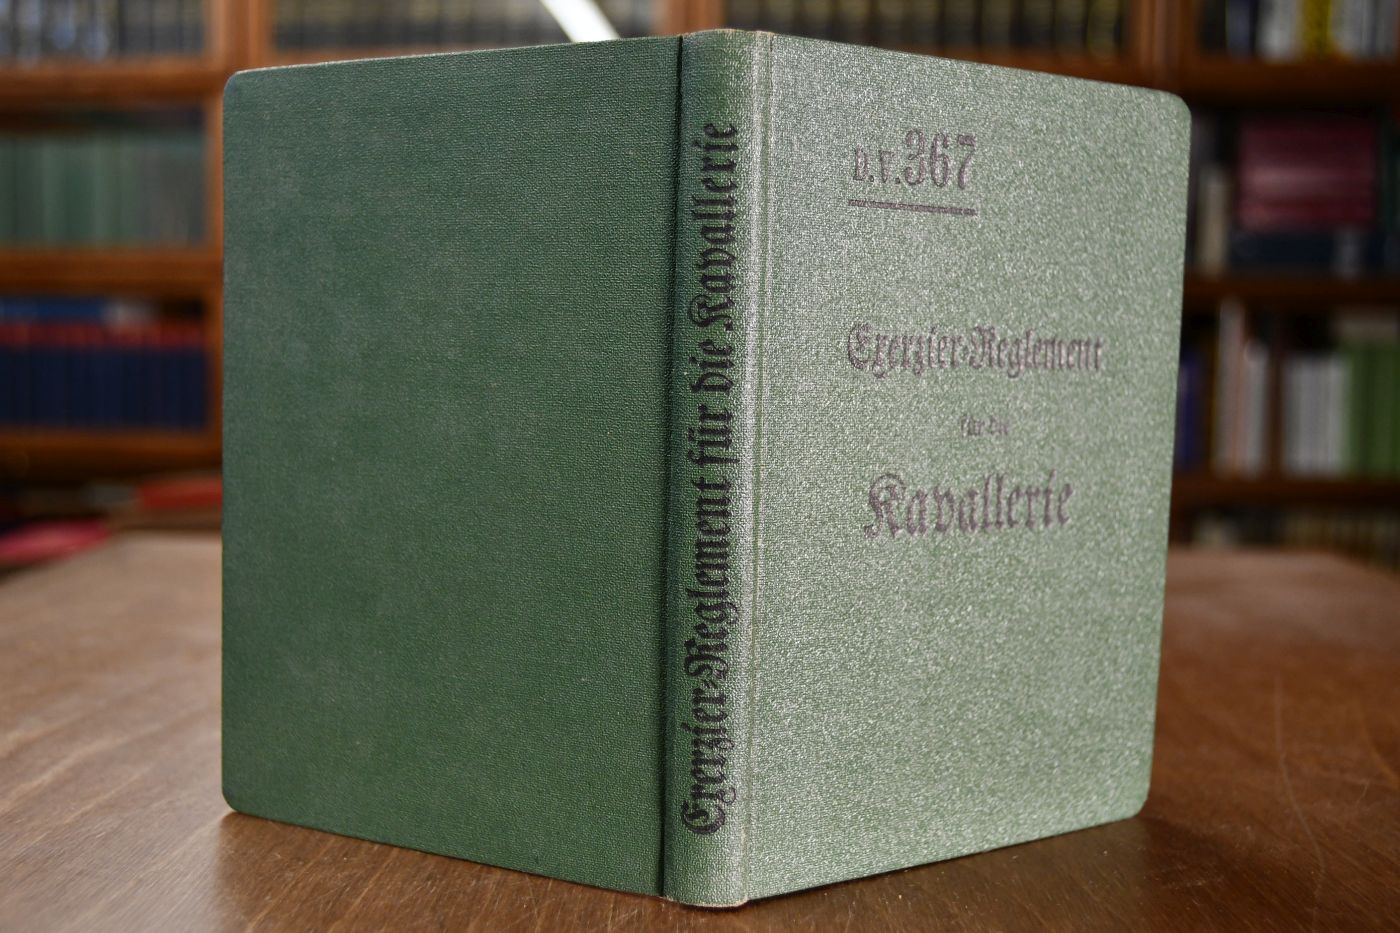 Exerzier-Reglement für die Kavallerie
D.V. 367
Exerzier-Reglement
für die
Kavallerie